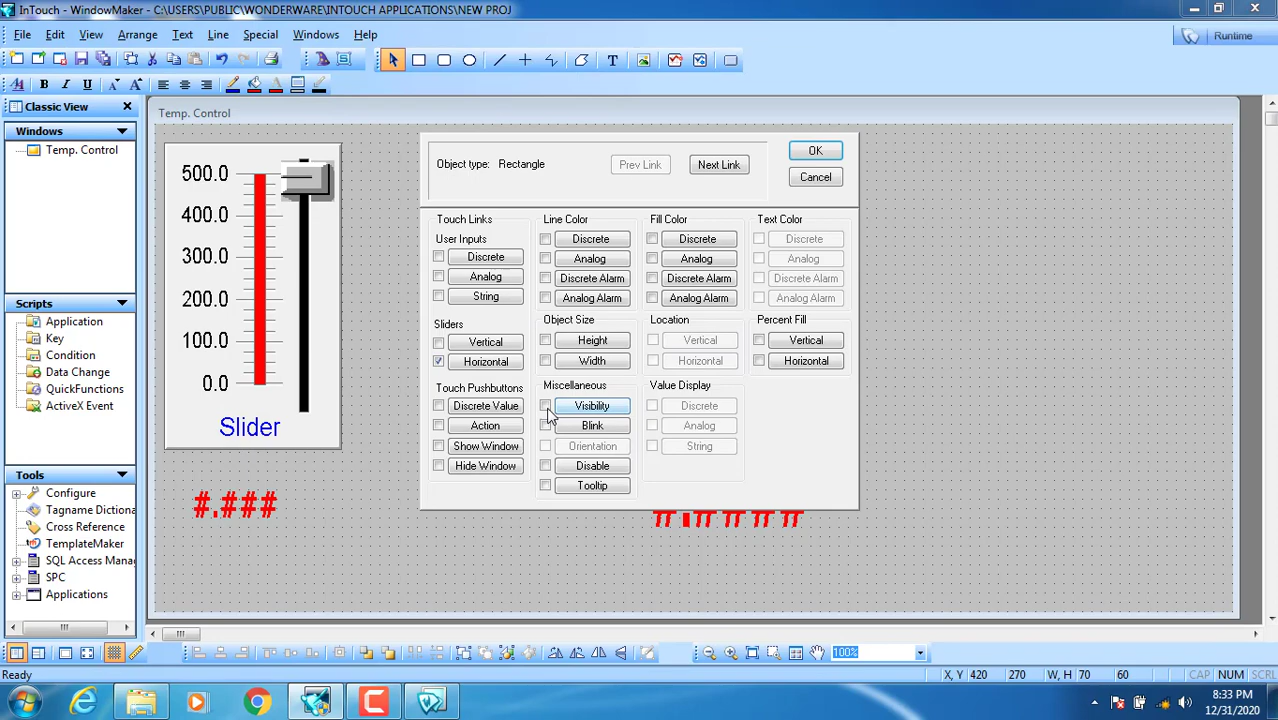 InTouch - WindowMaker - C:\USERS\PUBLIC\WONDERWARE\INTOUCH APPLICATIONS\NEW PROJ
File Edit View Arrange Text Line Special Windows Help
Runtime
Classic View
Windows
Temp. Control
Scripts
Application
Key
Condition
Data Change
QuickFunctions
ActiveX Event
Tools
Configure
Tagname Dictiona
Cross Reference
TemplateMaker
SQL Access Manag
SPC
Applications
Temp. Control
500.0
400.0
300.0
200.0
100.0
0.0
Slider
#.###
Object type: Rectangle
Prev Link
Next Link
OK
Cancel
Touch Links
User Inputs
Discrete
Analog
String
Sliders
Vertical
Horizontal
Touch Pushbuttons
Discrete Value
Action
Show Window
Hide Window
Line Color
Discrete
Analog
Discrete Alarm
Analog Alarm
Object Size
Height
Width
Miscellaneous
Visibility
Blink
Orientation
Disable
Tooltip
Fill Color
Discrete
Analog
Discrete Alarm
Analog Alarm
Location
Vertical
Horizontal
Value Display
Discrete
Analog
String
Text Color
Discrete
Analog
Discrete Alarm
Analog Alarm
Percent Fill
Vertical
Horizontal
100%
Ready
X, Y 420 270 W, H 70 60 CAP NUM SCRL
8:33 PM
12/31/2020